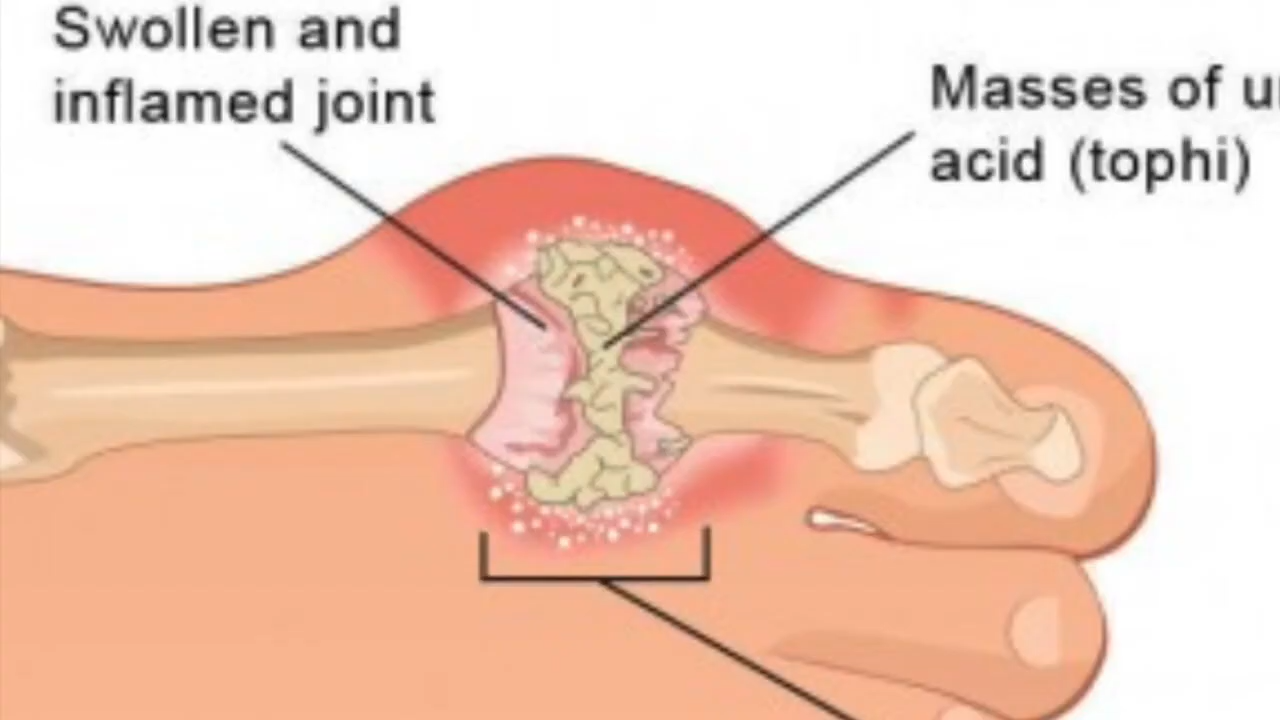 Swollen and
inflamed joint
Masses of
acid (tophi)